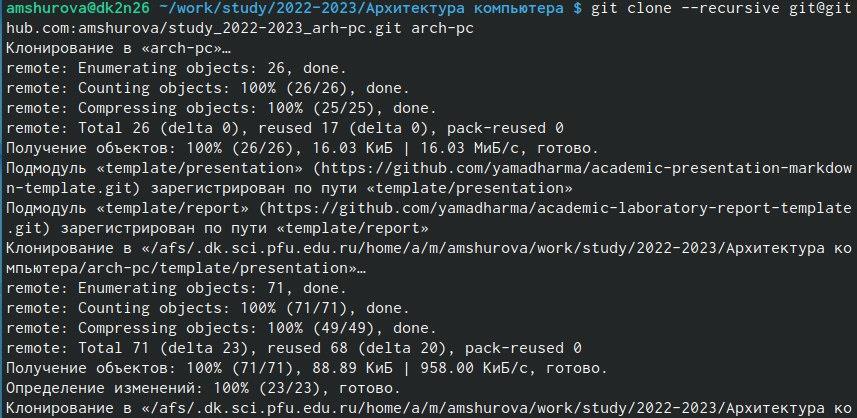 amshurova@dk2n26 ~/work/study/2022-2023/Архитектура компьютера $ git clone --recursive git@git
hub.com:amshurova/study_2022-2023_arh-pc.git arch-pc
Клонирование в «arch-pc»…
remote: Enumerating objects: 26, done.
remote: Counting objects: 100% (26/26), done.
remote: Compressing objects: 100% (25/25), done.
remote: Total 26 (delta 0), reused 17 (delta 0), pack-reused 0
Получение объектов: 100% (26/26), 16.03 КиБ | 16.03 МиБ/с, готово.
Подмодуль «template/presentation» (https://github.com/yamadharma/academic-presentation-markdow
n-template.git) зарегистрирован по пути «template/presentation»
Подмодуль «template/report» (https://github.com/yamadharma/academic-laboratory-report-template
.git) зарегистрирован по пути «template/report»
Клонирование в «/afs/.dk.sci.pfu.edu.ru/home/a/m/amshurova/work/study/2022-2023/Архитектура ко
мпьютера/arch-pc/template/presentation»…
remote: Enumerating objects: 71, done.
remote: Counting objects: 100% (71/71), done.
remote: Compressing objects: 100% (49/49), done.
remote: Total 71 (delta 23), reused 68 (delta 20), pack-reused 0
Получение объектов: 100% (71/71), 88.89 КиБ | 958.00 КиБ/с, готово.
Определение изменений: 100% (23/23), готово.
Клонирование в «/afs/.dk.sci.pfu.edu.ru/home/a/m/amshurova/work/study/2022-2023/Архитектура ко